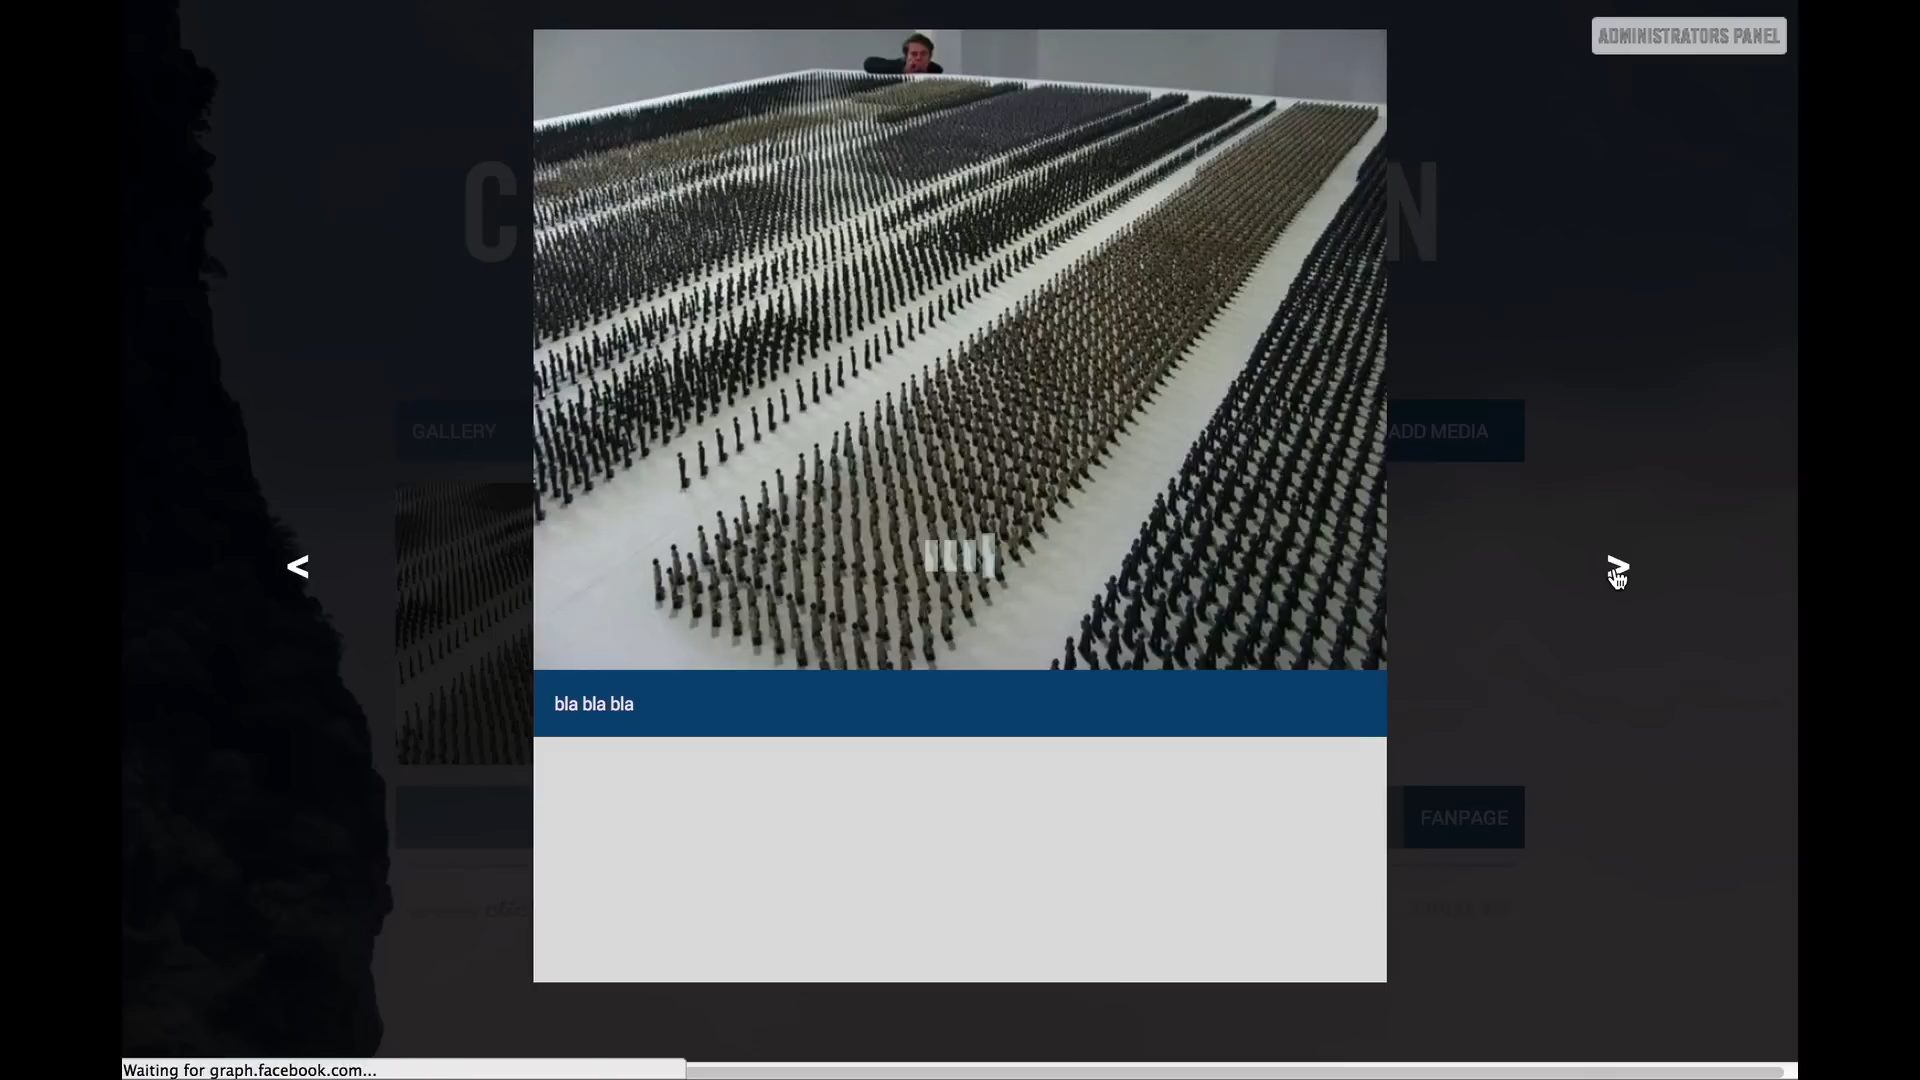 ADMINISTRATORS PANEL
C
N
GALLERY
ADD MEDIA
<
>
bla bla bla
FANPAGE
Waiting for graph.facebook.com...